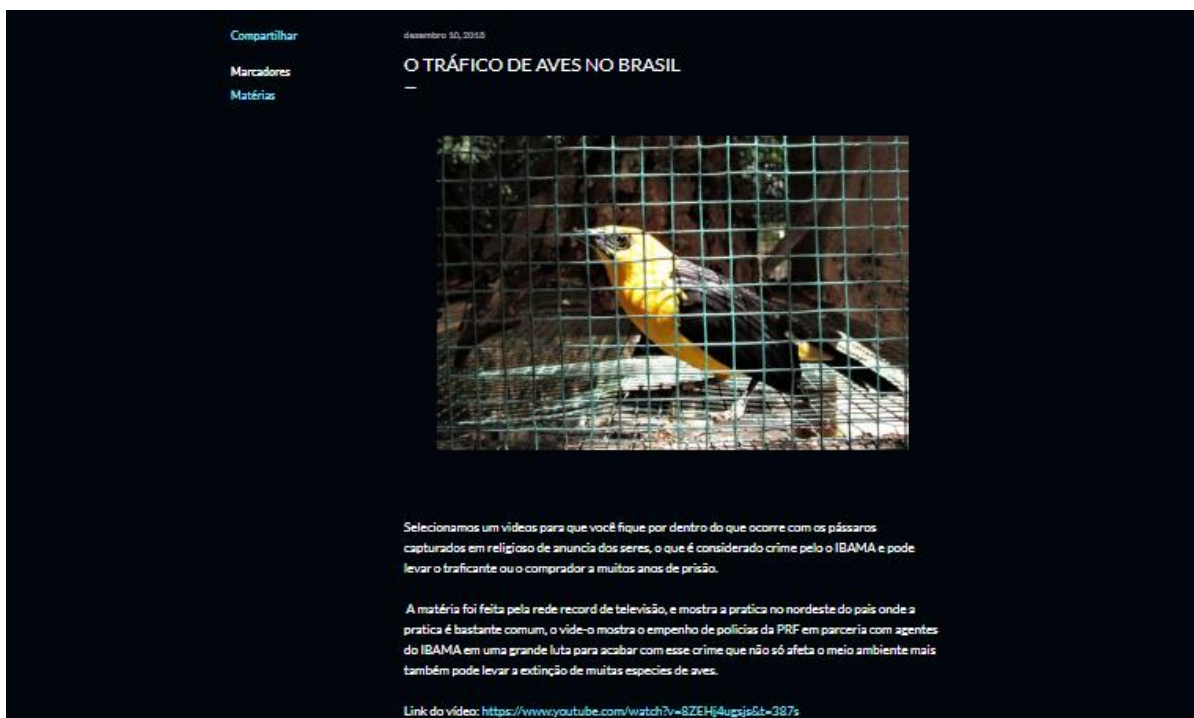 Compartilhar
Marcadores
Matérias
dezembro 10, 2018
O TRÁFICO DE AVES NO BRASIL
Selecionamos um videos para que você fique por dentro do que ocorre com os pássaros
capturados em religioso de anuncia dos seres, o que é considerado crime pelo o IBAMA e pode
levar o traficante ou o comprador a muitos anos de prisão.
A matéria foi feita pela rede record de televisão, e mostra a pratica no nordeste do pais onde a
pratica é bastante comum, o vide-o mostra o empenho de policias da PRF em parceria com agentes
do IBAMA em uma grande luta para acabar com esse crime que não só afeta o meio ambiente mais
também pode levar a extinção de muitas especies de aves.
Link do vídeo: https://www.youtube.com/watch?v=8ZEHj4ugsjs&t=387s